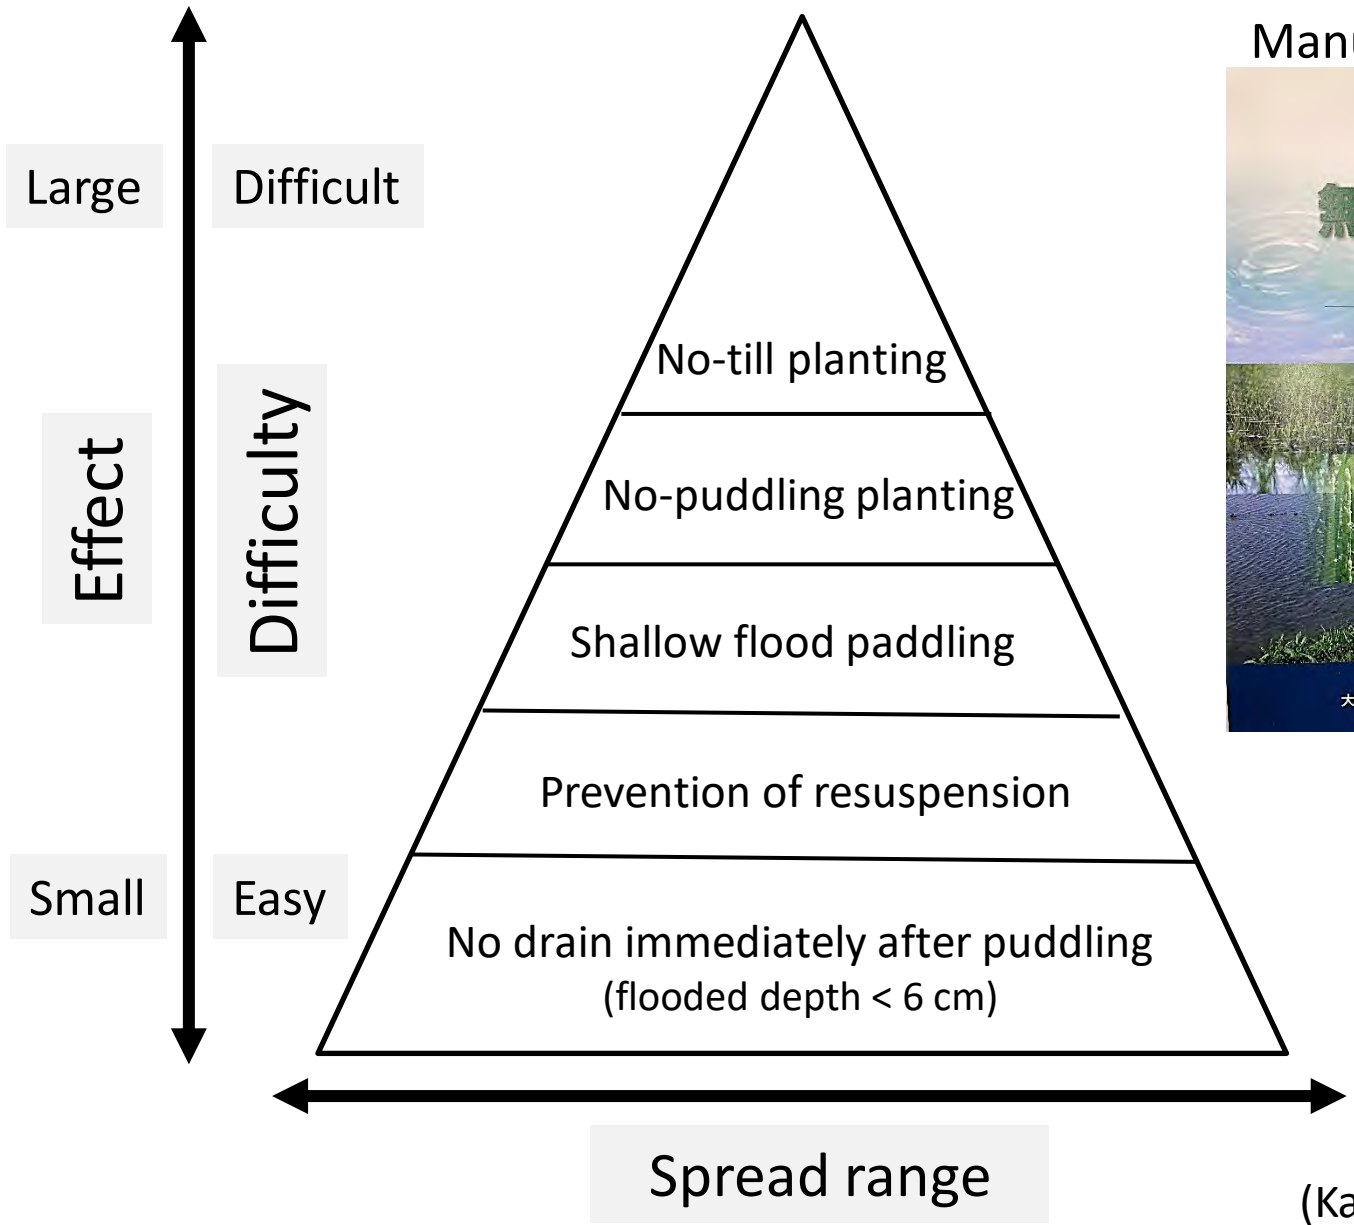 Large
Difficult
Effect
Difficulty
Small
Easy
No-till planting
No-puddling planting
Shallow flood paddling
Prevention of resuspension
No drain immediately after puddling
(flooded depth < 6 cm)
Spread range
大